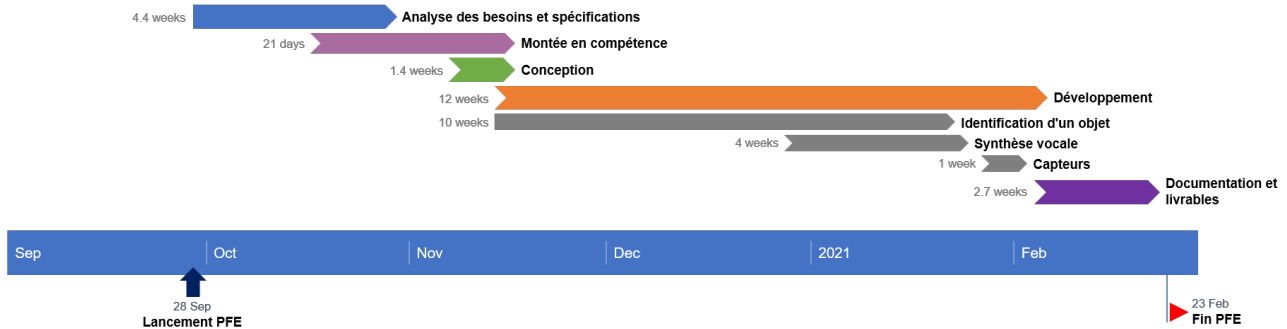 4.4 weeks Analyse des besoins et spécifications
21 days Montée en compétence
1.4 weeks Conception
12 weeks Développement
10 weeks Identification d'un objet
4 weeks Synthèse vocale
1 week Capteurs
2.7 weeks Documentation et
livrables
Sep Oct Nov Dec 2021 Feb
28 Sep
Lancement PFE
23 Feb
Fin PFE